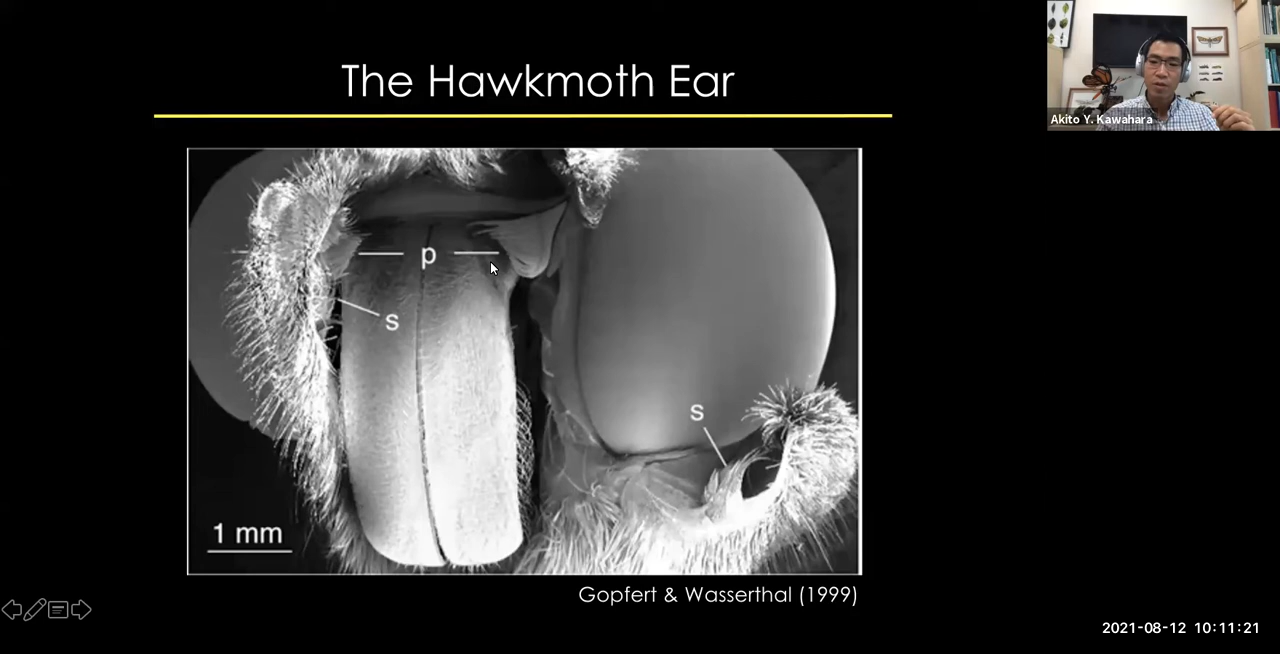 The Hawkmoth Ear
Akito Y. Kawahara
p
s
s
1 mm
Gopfert & Wasserthal (1999)
2021-08-12 10:11:21